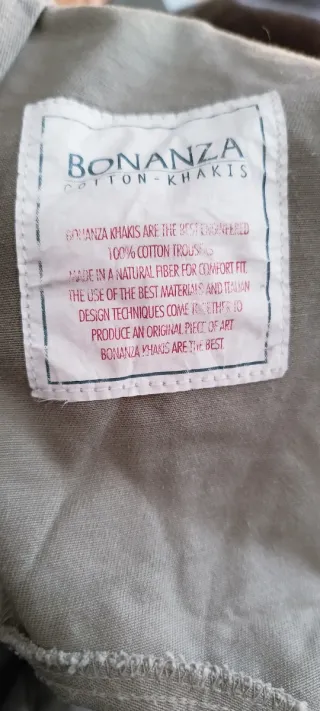 BONANZA
COTTON-KHAKIS
BONANZA KHAKIS ARE THE BEST ENGINEERED
100% COTTON TROUSERS
MADE IN A NATURAL FIBER FOR COMFORT FIT.
THE USE OF THE BEST MATERIALS AND ITALIAN
DESIGN TECHNIQUES COME TOGETHER TO
PRODUCE AN ORIGINAL PIECE OF ART
BONANZA KHAKIS ARE THE BEST